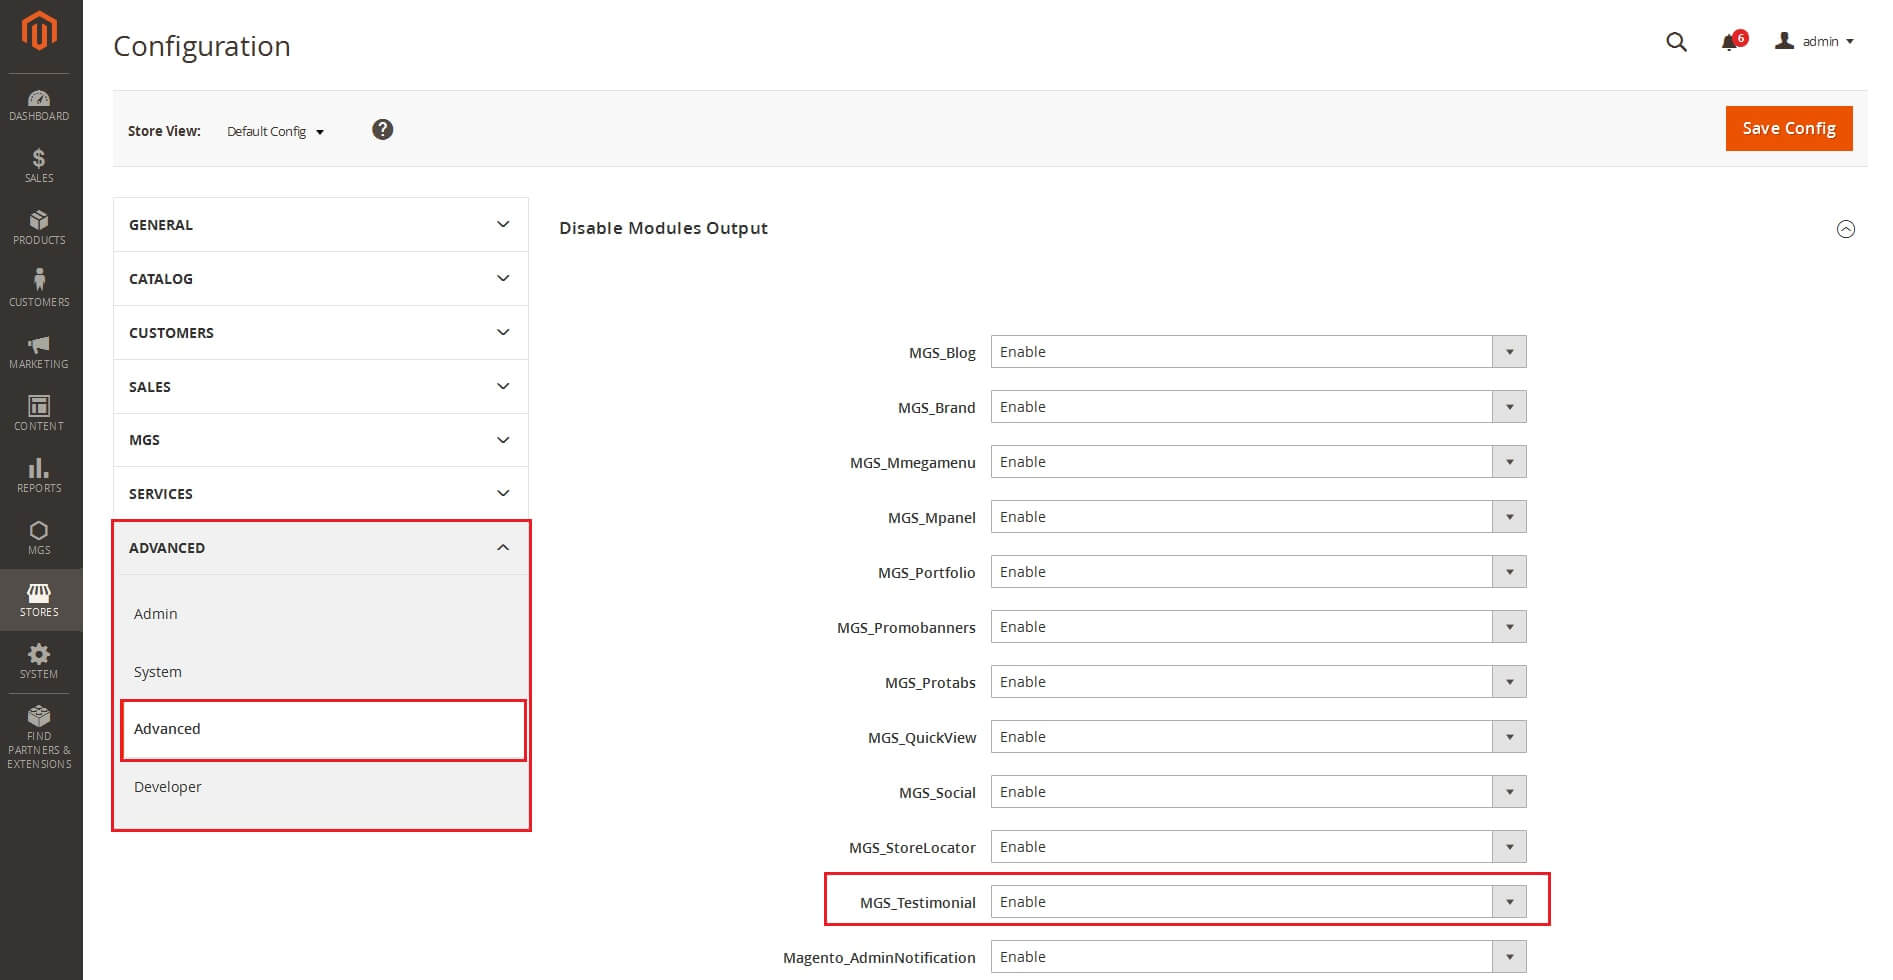 Configuration
6
admin
Store View:
Default Config
?
Save Config
DASHBOARD
$
SALES
PRODUCTS
CUSTOMERS
MARKETING
CONTENT
REPORTS
MGS
STORES
SYSTEM
FIND
PARTNERS &
EXTENSIONS
GENERAL
CATALOG
CUSTOMERS
SALES
MGS
SERVICES
ADVANCED
Admin
System
Advanced
Developer
Disable Modules Output
MGS_Blog Enable
MGS_Brand Enable
MGS_Mmegamenu Enable
MGS_Mpanel Enable
MGS_Portfolio Enable
MGS_Promobanners Enable
MGS_Protabs Enable
MGS_QuickView Enable
MGS_Social Enable
MGS_StoreLocator Enable
MGS_Testimonial Enable
Magento_AdminNotification Enable